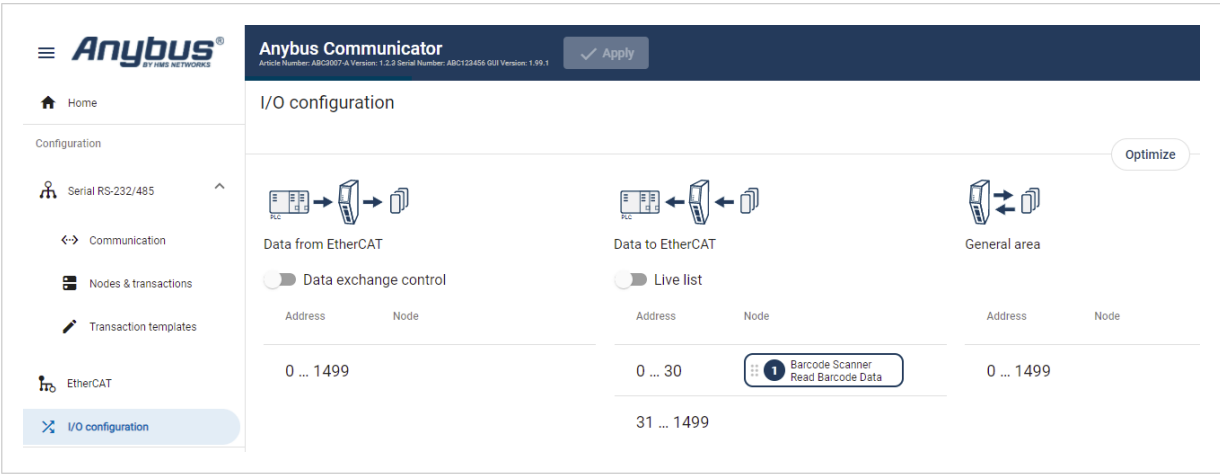 Anybus®
BY HMS NETWORKS
Anybus Communicator
Article Number: ABC3007-A Version: 1.2.3 Serial Number: ABC123456 GUI Version: 1.99.1
Apply
Home
Configuration
Serial RS-232/485
Communication
Nodes & transactions
Transaction templates
EtherCAT
I/O configuration
I/O configuration
Optimize
PLC
Data from EtherCAT
Data exchange control
Address Node
0 ... 1499
PLC
Data to EtherCAT
Live list
Address Node
0 ... 30
1
Barcode Scanner
Read Barcode Data
31 ... 1499
General area
Address Node
0 ... 1499